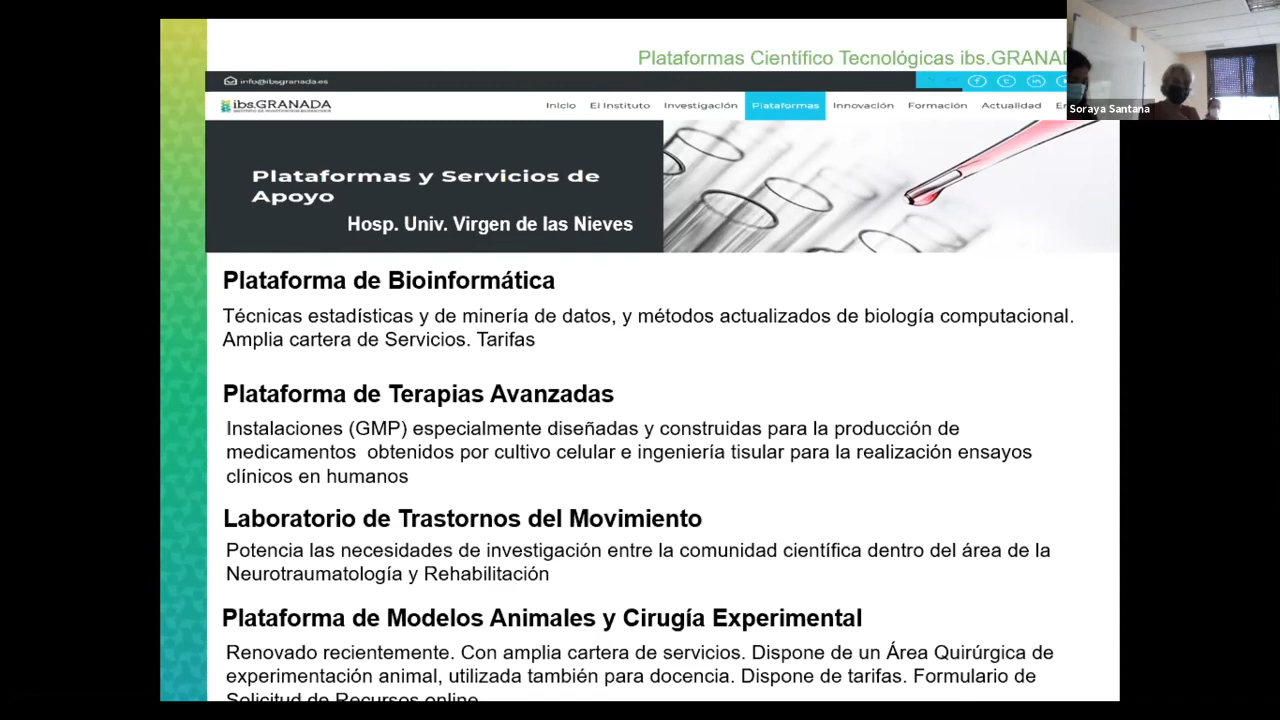 Plataformas Científico Tecnológicas ibs.GRANAD
info@ibsgranada.es
ibs.GRANADA
Inicio El Instituto Investigación Plataformas Innovación Formación Actualidad
Soraya Santana
Plataformas y Servicios de
Apoyo
Hosp. Univ. Virgen de las Nieves
Plataforma de Bioinformática
Técnicas estadísticas y de minería de datos, y métodos actualizados de biología computacional.
Amplia cartera de Servicios. Tarifas
Plataforma de Terapias Avanzadas
Instalaciones (GMP) especialmente diseñadas y construidas para la producción de
medicamentos obtenidos por cultivo celular e ingeniería tisular para la realización ensayos
clínicos en humanos
Laboratorio de Trastornos del Movimiento
Potencia las necesidades de investigación entre la comunidad científica dentro del área de la
Neurotraumatología y Rehabilitación
Plataforma de Modelos Animales y Cirugía Experimental
Renovado recientemente. Con amplia cartera de servicios. Dispone de un Área Quirúrgica de
experimentación animal, utilizada también para docencia. Dispone de tarifas. Formulario de
Solicitud de Recursos online